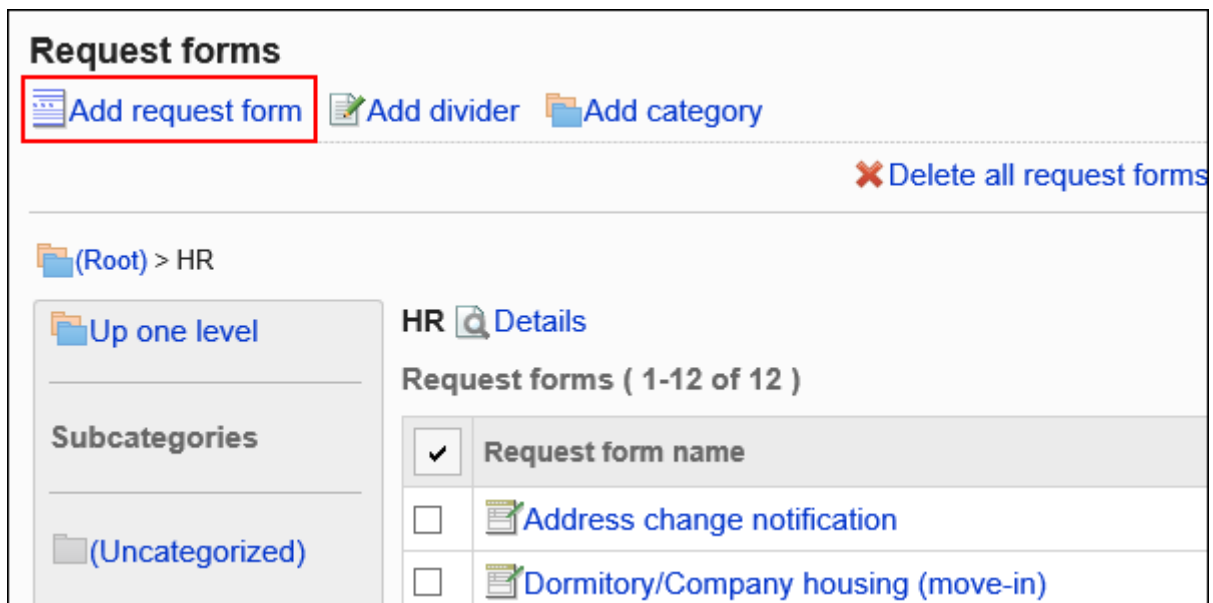 Request forms
Add request form Add divider Add category
Delete all request forms
(Root) > HR
Up one level
Subcategories
(Uncategorized)
HR Details
Request forms ( 1-12 of 12 )
Request form name
Address change notification
Dormitory/Company housing (move-in)